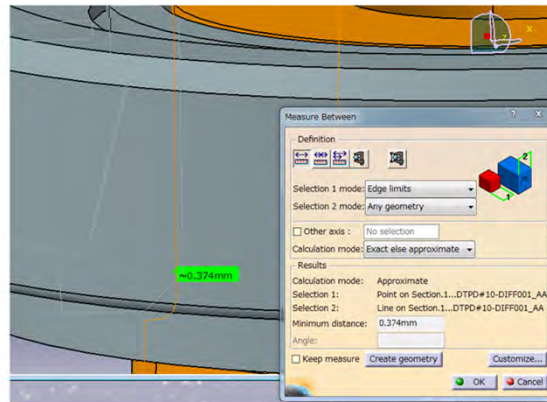 X
Measure Between
? X
Definition
Selection 1 mode: Edge limits
Selection 2 mode: Any geometry
Other axis : No selection
Calculation mode: Exact else approximate
Results
Calculation mode: Approximate
Selection 1: Point on Section.1...DTPD#10-DIFF001_AA
Selection 2: Line on Section.1...DTPD#10-DIFF001_AA
Minimum distance: 0.374mm
Angle:
Keep measure Create geometry Customize...
OK Cancel
~0.374mm
2
1